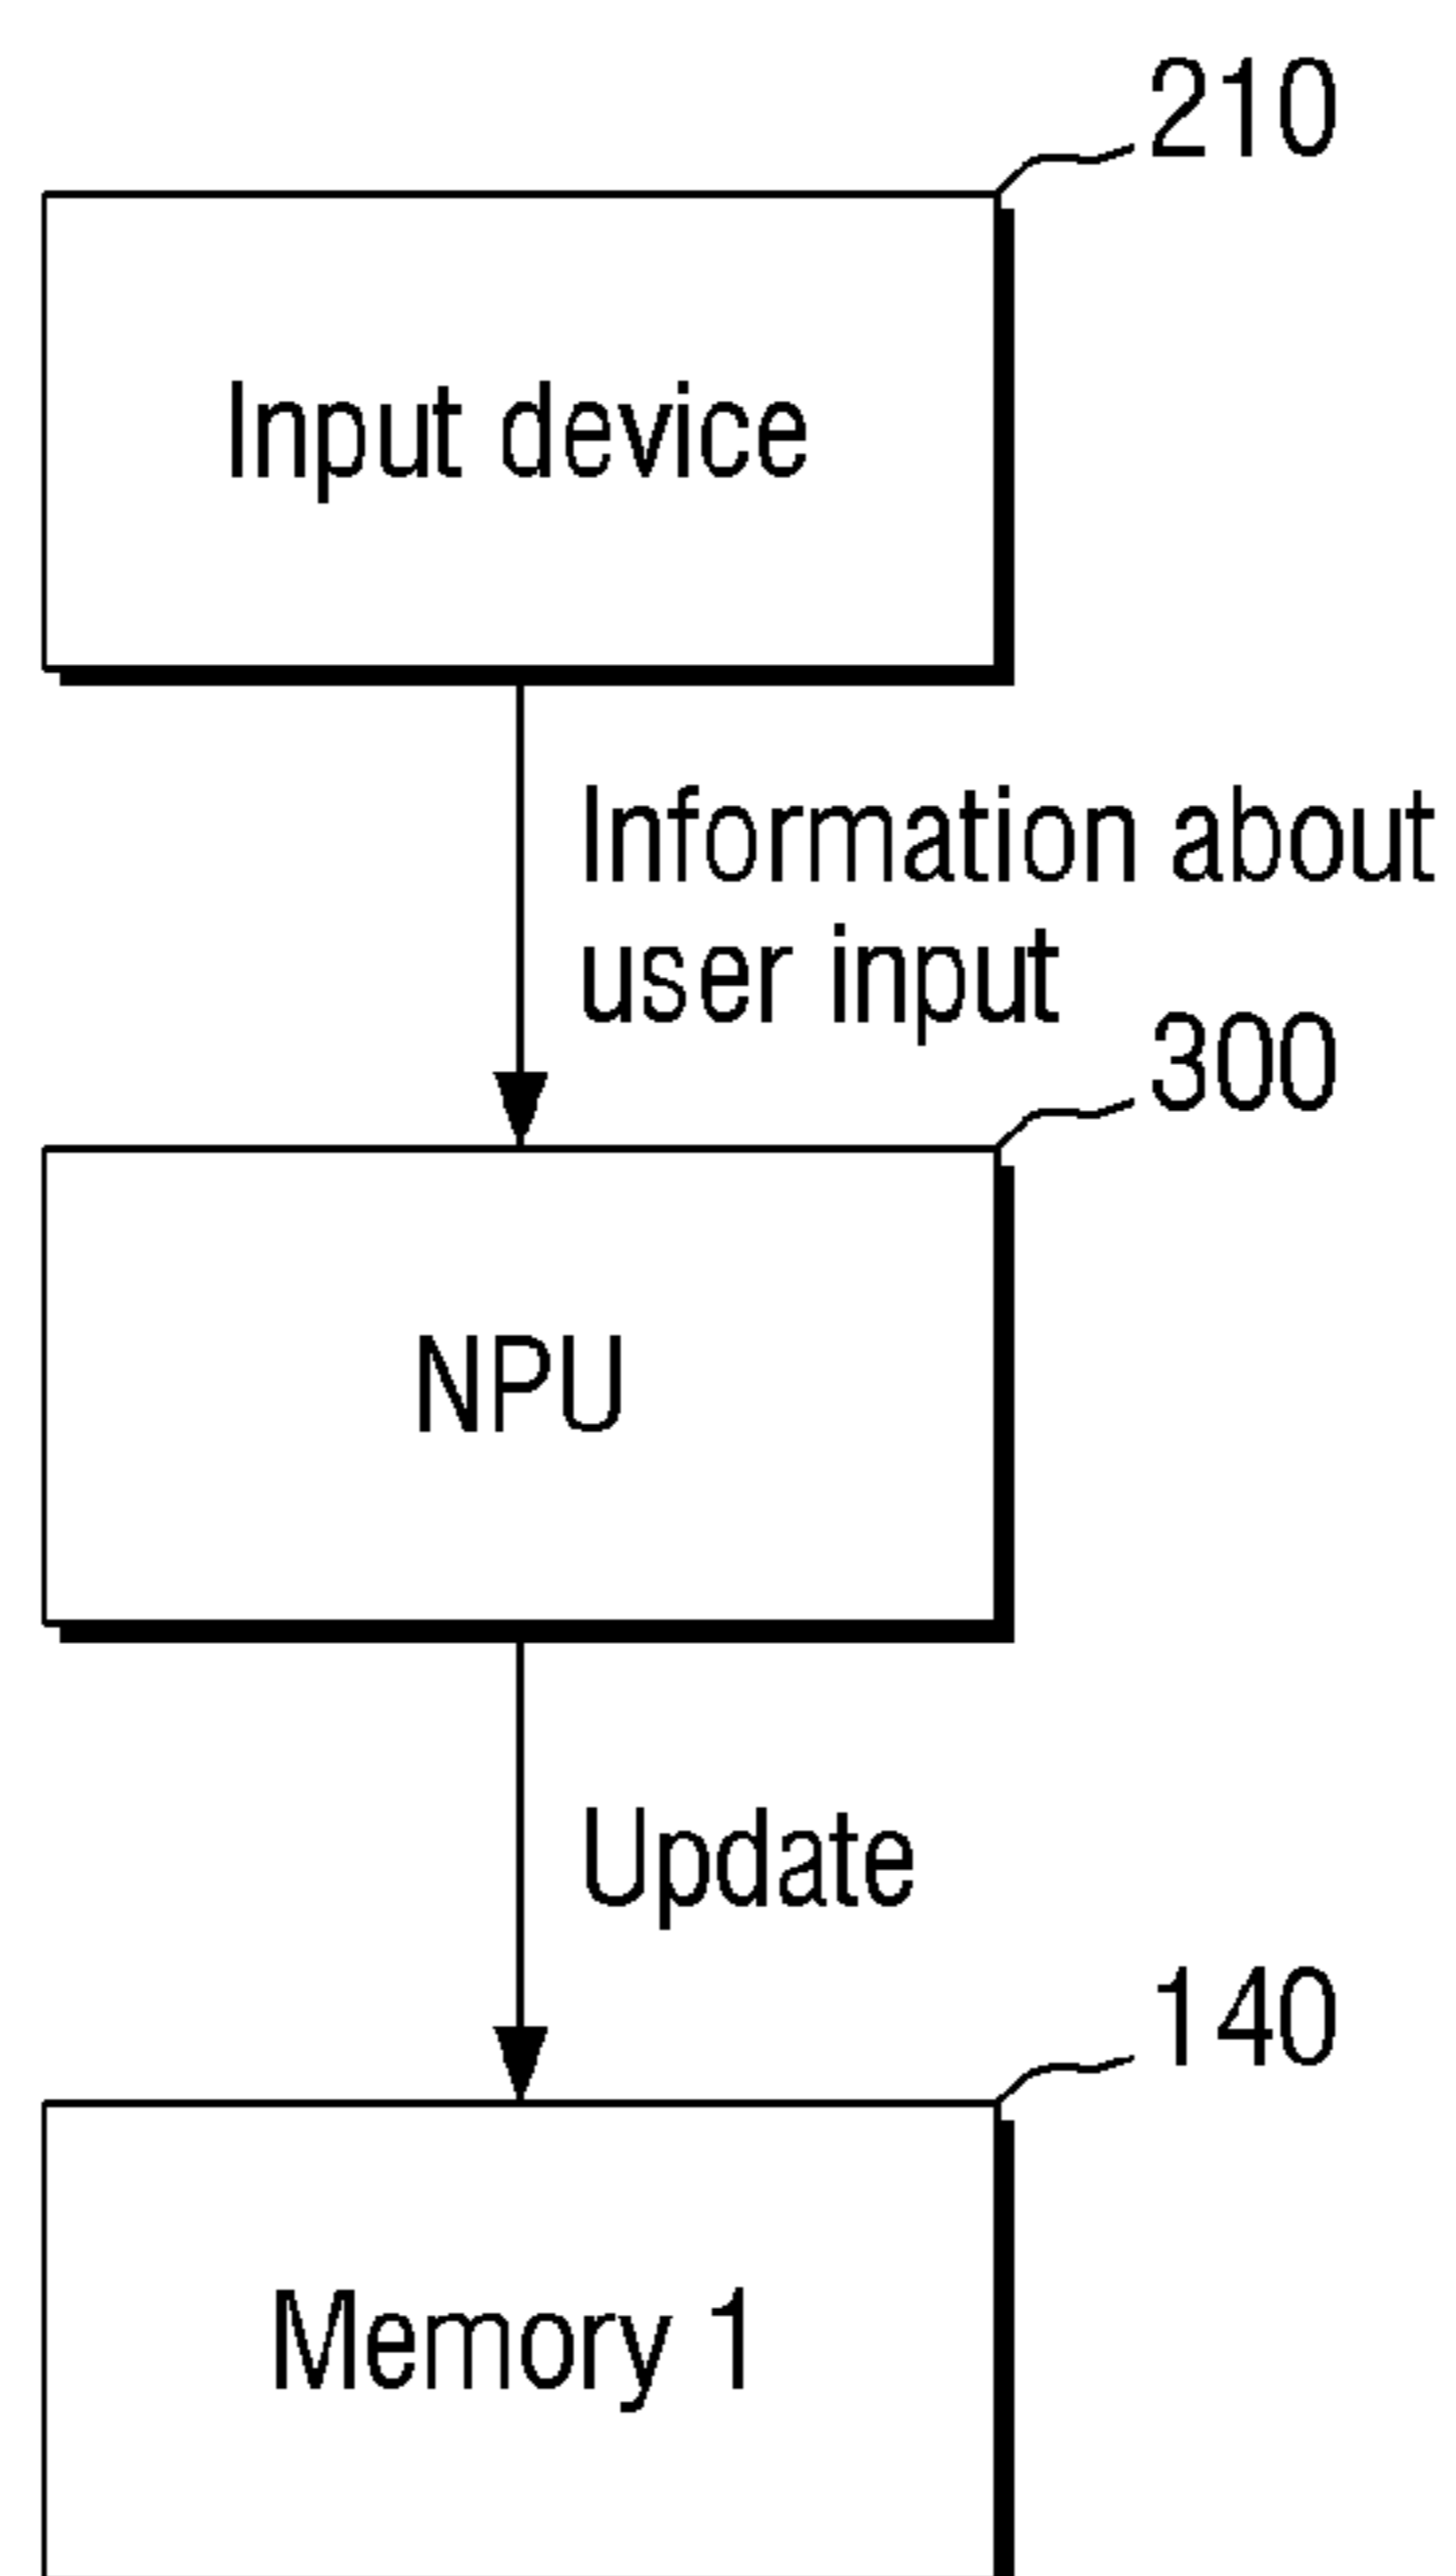 210
Input device
Information about
user input
300
NPU
Update
140
Memory 1